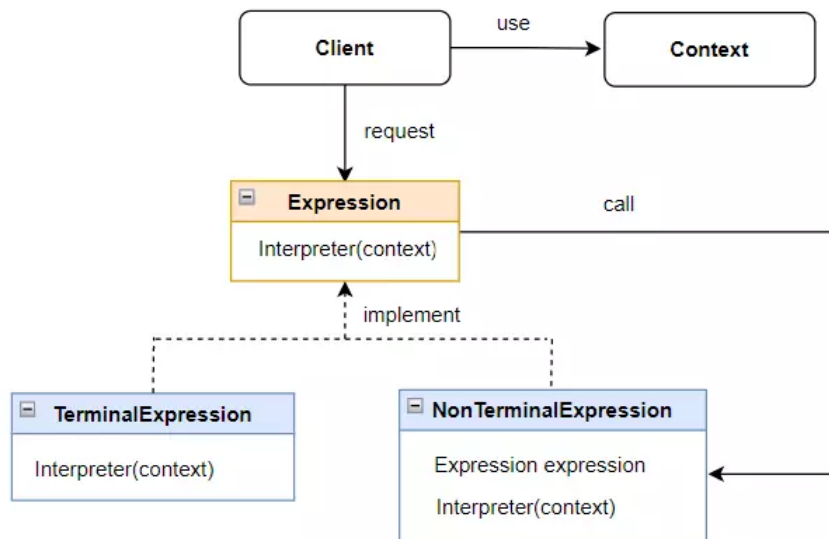 Client
use
Context
request
Expression
Interpreter(context)
call
implement
TerminalExpression
Interpreter(context)
NonTerminalExpression
Expression expression
Interpreter(context)